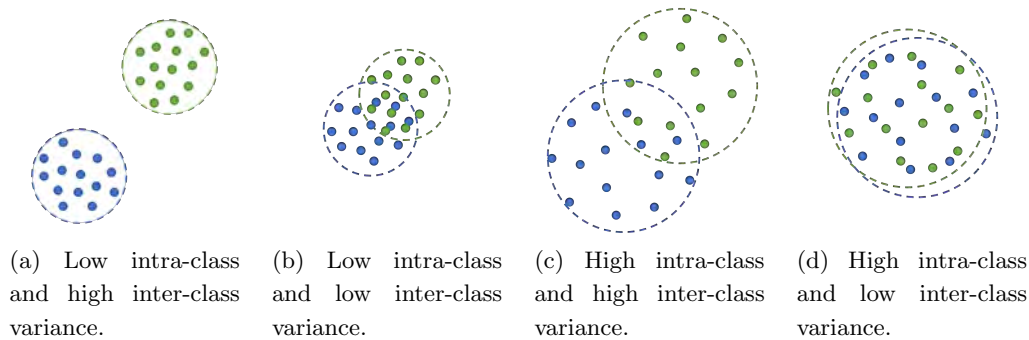 (a) Low intra-class
and high inter-class
variance.
(b) Low intra-class
and low inter-class
variance.
(c) High intra-class
and high inter-class
variance.
(d) High intra-class
and low inter-class
variance.